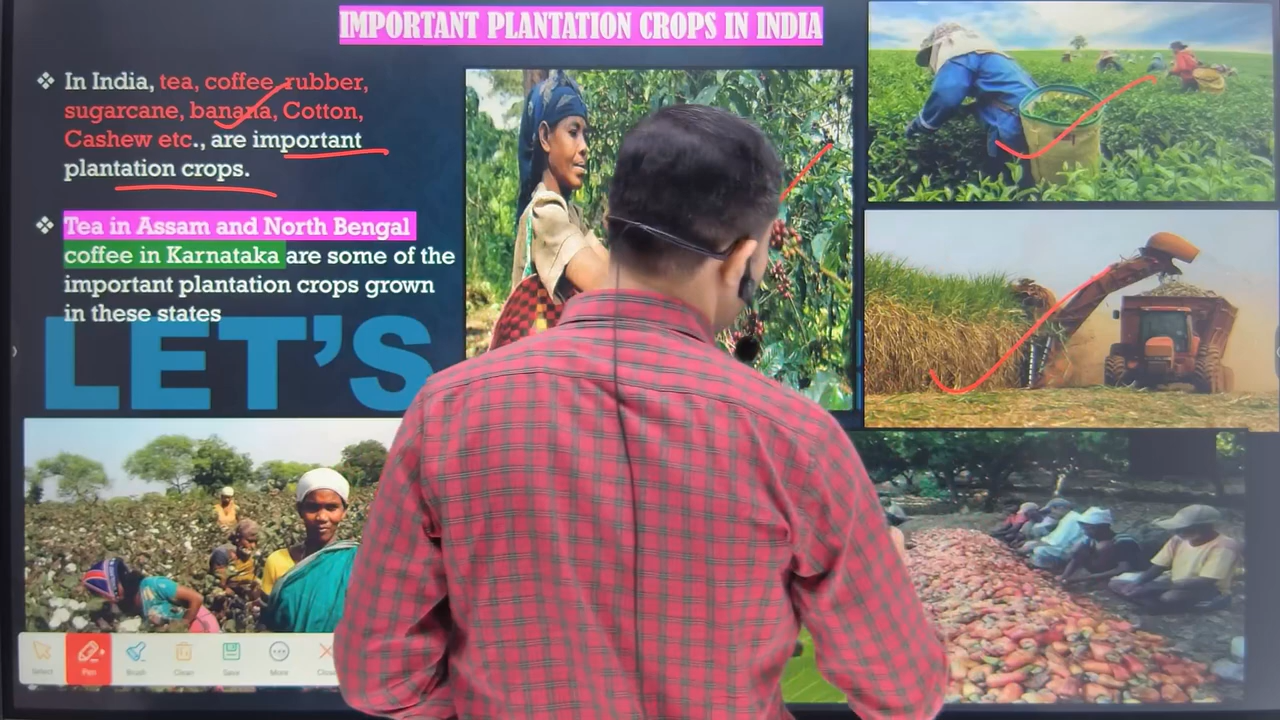 IMPORTANT PLANTATION CROPS IN INDIA
❖ In India, tea, coffee rubber,
sugarcane, banana, Cotton,
Cashew etc., are important
plantation crops.
❖ Tea in Assam and North Bengal
coffee in Karnataka are some of the
important plantation crops grown
in these states
LET'S
Select Pen Brush Clean Save More